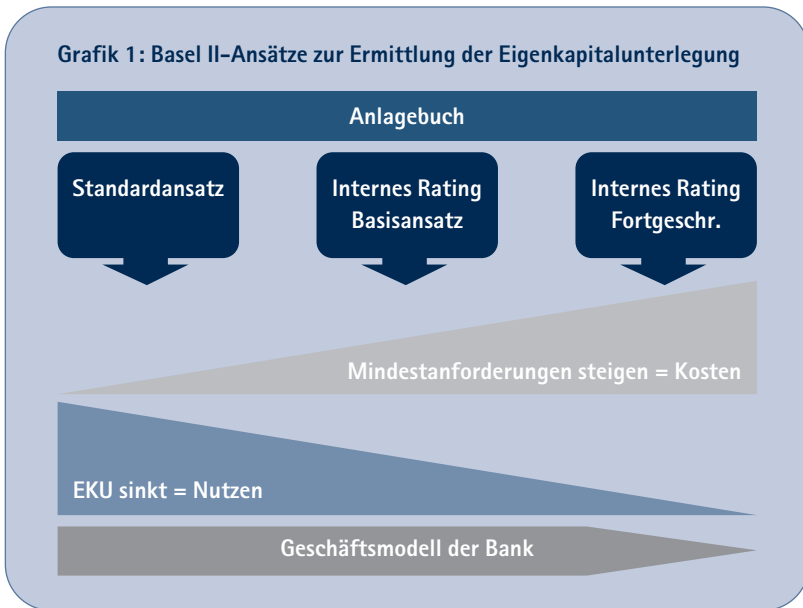 Grafik 1: Basel II-Ansätze zur Ermittlung der Eigenkapitalunterlegung
Anlagebuch
Standardansatz
Internes Rating
Basisansatz
Internes Rating
Fortgeschr.
Mindestanforderungen steigen = Kosten
EKU sinkt = Nutzen
Geschäftsmodell der Bank